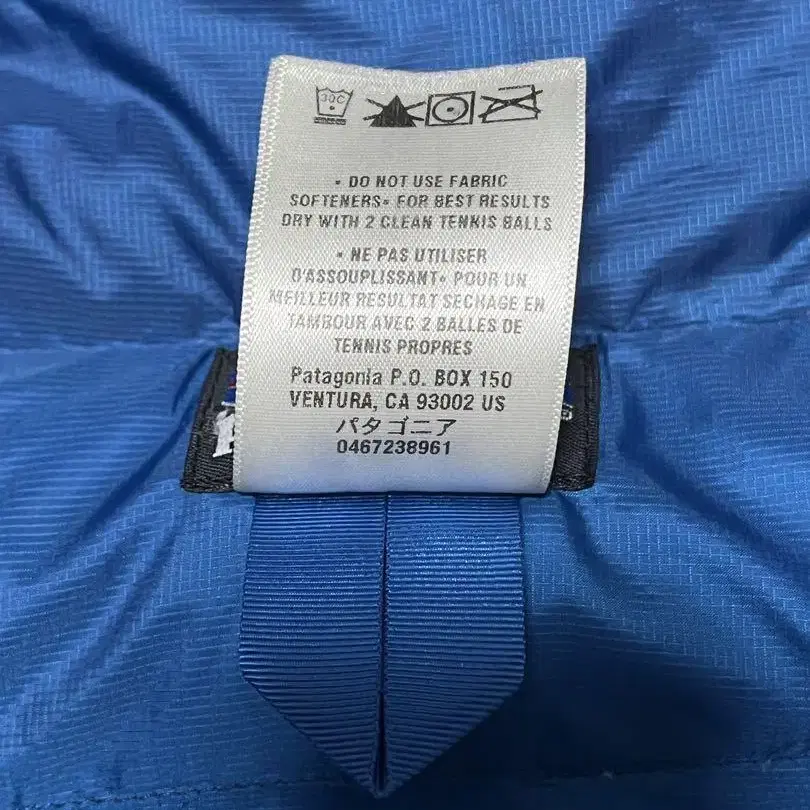 30C
• DO NOT USE FABRIC
SOFTENERS• FOR BEST RESULTS
DRY WITH 2 CLEAN TENNIS BALLS
• NE PAS UTILISER
D'ASSOUPLISSANT• POUR UN
MEILLEUR RESULTAT SECHAGE EN
TAMBOUR AVEC 2 BALLES DE
TENNIS PROPRES
Patagonia P.O. BOX 150
VENTURA, CA 93002 US
パタゴニア
0467238961